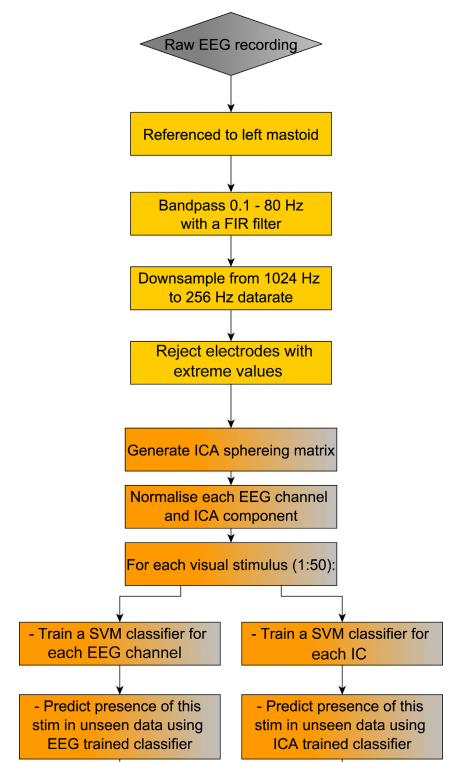 Raw EEG recording
Referenced to left mastoid
Bandpass 0.1 - 80 Hz
with a FIR filter
Downsample from 1024 Hz
to 256 Hz datarate
Reject electrodes with
extreme values
Generate ICA sphereing matrix
Normalise each EEG channel
and ICA component
For each visual stimulus (1:50):
- Train a SVM classifier for
each EEG channel
- Train a SVM classifier for
each IC
- Predict presence of this
stim in unseen data using
EEG trained classifier
- Predict presence of this
stim in unseen data using
ICA trained classifier